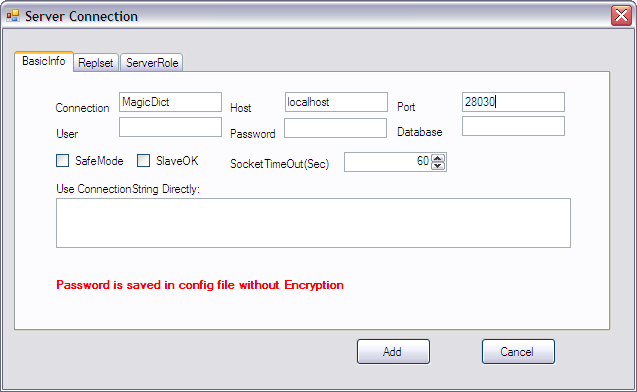 Server Connection
BasicInfo Replset ServerRole
Connection MagicDict Host localhost Port 28030
User Password Database
SafeMode SlaveOK SocketTimeOut(Sec) 60
Use ConnectionString Directly:
Password is saved in config file without Encryption
Add Cancel